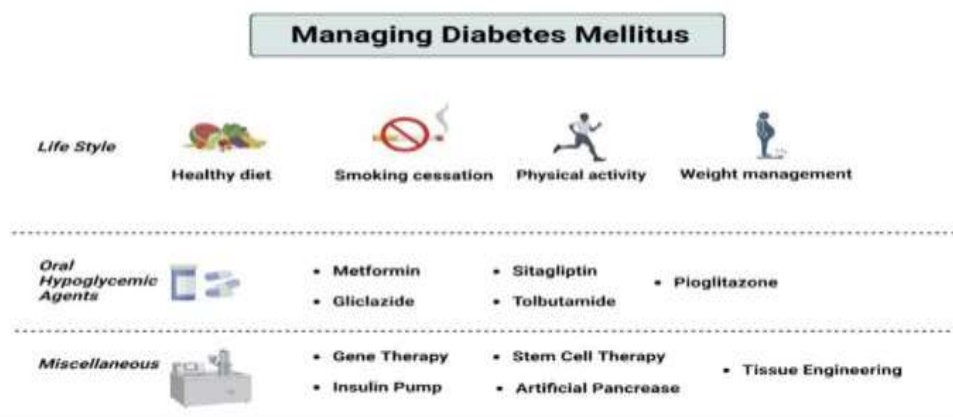 Managing Diabetes Mellitus
Life Style
Healthy diet
Smoking cessation
Physical activity
Weight management
Oral
Hypoglycemic
Agents
• Metformin
• Sitagliptin
• Pioglitazone
• Gliclazide
• Tolbutamide
Miscellaneous
• Gene Therapy
• Stem Cell Therapy
• Tissue Engineering
• Insulin Pump
• Artificial Pancrease